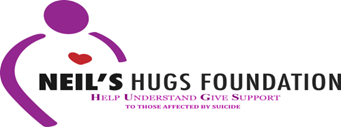 NEIL'S HUGS FOUNDATION
HELP UNDERSTAND GIVE SUPPORT
TO THOSE AFFECTED BY SUICIDE